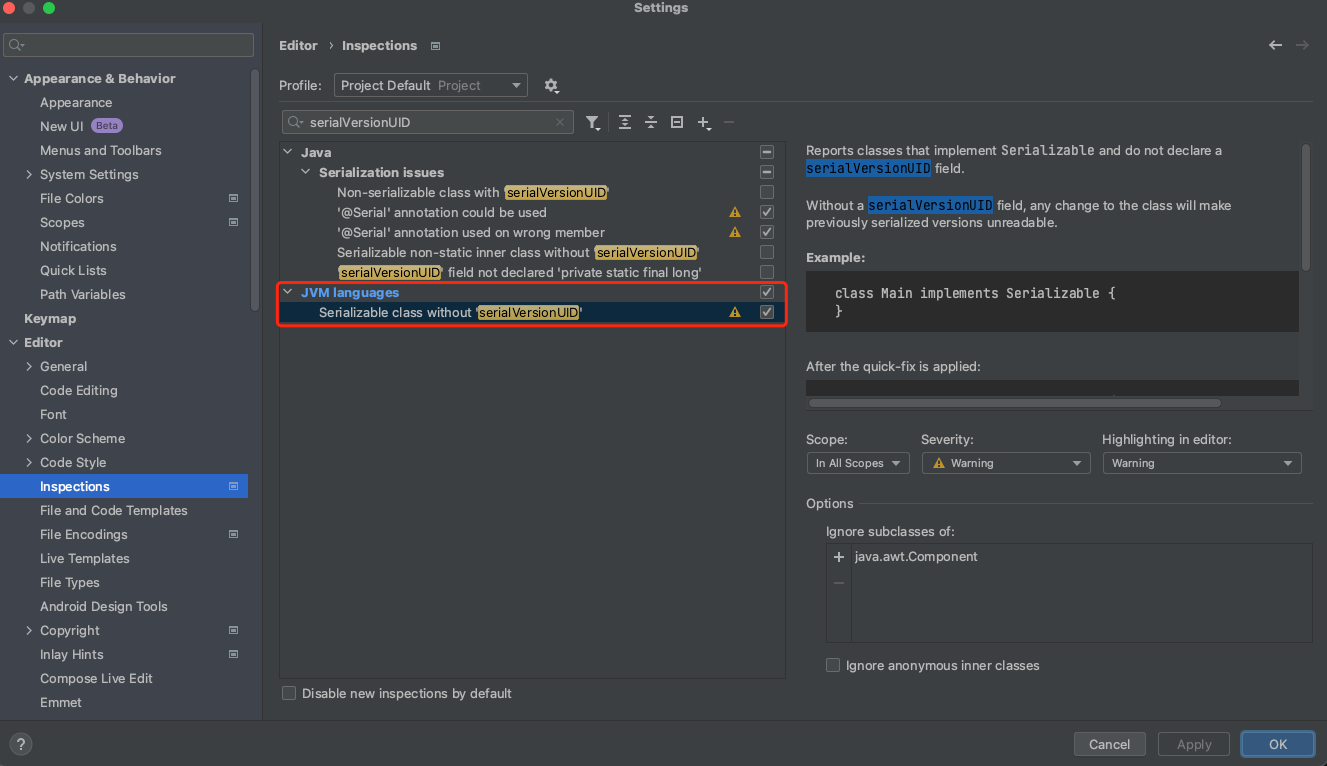 Settings
Appearance & Behavior
Appearance
New UI Beta
Menus and Toolbars
System Settings
File Colors
Scopes
Notifications
Quick Lists
Path Variables
Keymap
Editor
General
Code Editing
Font
Color Scheme
Code Style
Inspections
File and Code Templates
File Encodings
Live Templates
File Types
Android Design Tools
Copyright
Inlay Hints
Compose Live Edit
Emmet
?
Editor › Inspections
Profile: Project Default Project
serialVersionUID
Java
Serialization issues
Non-serializable class with 'serialVersionUID'
'@Serial' annotation could be used
'@Serial' annotation used on wrong member
Serializable non-static inner class without 'serialVersionUID'
'serialVersionUID' field not declared 'private static final long'
JVM languages
Serializable class without 'serialVersionUID'
Disable new inspections by default
Reports classes that implement Serializable and do not declare a
serialVersionUID field.
Without a serialVersionUID field, any change to the class will make
previously serialized versions unreadable.
Example:
class Main implements Serializable {
}
After the quick-fix is applied:
Scope: Severity: Highlighting in editor:
In All Scopes Warning Warning
Options
Ignore subclasses of:
java.awt.Component
Ignore anonymous inner classes
Cancel Apply OK